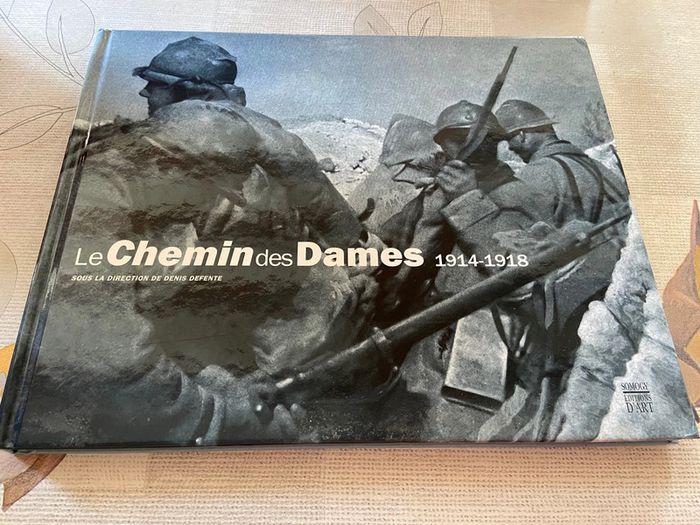 Le Chemin des Dames 1914-1918
SOUS LA DIRECTION DE DENIS DEFENTE
SOMOGY
ÉDITIONS
D'ART